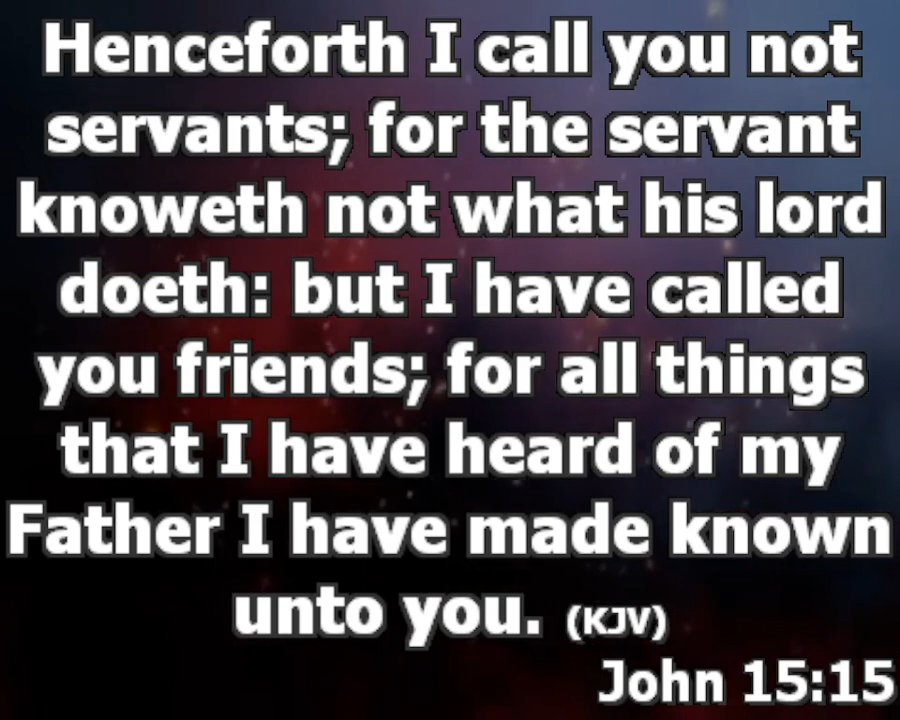 Henceforth I call you not
servants; for the servant
knoweth not what his lord
doeth: but I have called
you friends; for all things
that I have heard of my
Father I have made known
unto you. (KJV)
John 15:15